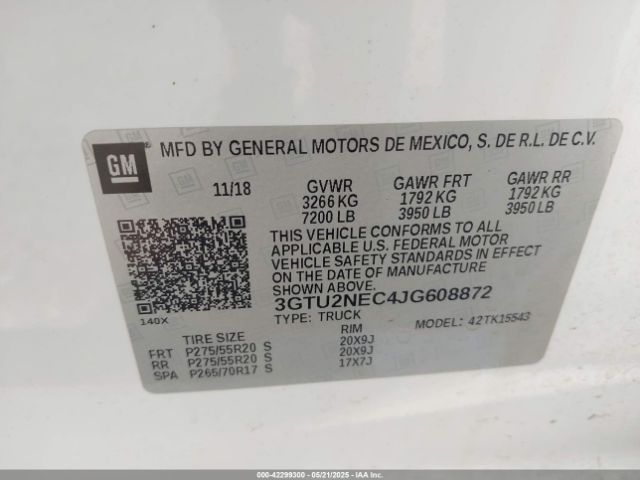 GM ® MFD BY GENERAL MOTORS DE MEXICO, S. DE R.L. DE C.V.
11/18 GVWR GAWR FRT GAWR RR
3266 KG 1792 KG 1792 KG
7200 LB 3950 LB 3950 LB
THIS VEHICLE CONFORMS TO ALL
APPLICABLE U.S. FEDERAL MOTOR
VEHICLE SAFETY STANDARDS IN EFFECT
ON THE DATE OF MANUFACTURE
SHOWN ABOVE.
3GTU2NEC4JG608872
140X TYPE: TRUCK MODEL: 42TK15543
TIRE SIZE RIM
FRT P275/55R20 S 20X9J
RR P275/55R20 S 20X9J
SPA P265/70R17 S 17X7J
000-42299300 05/21/2025 IAAI.COM